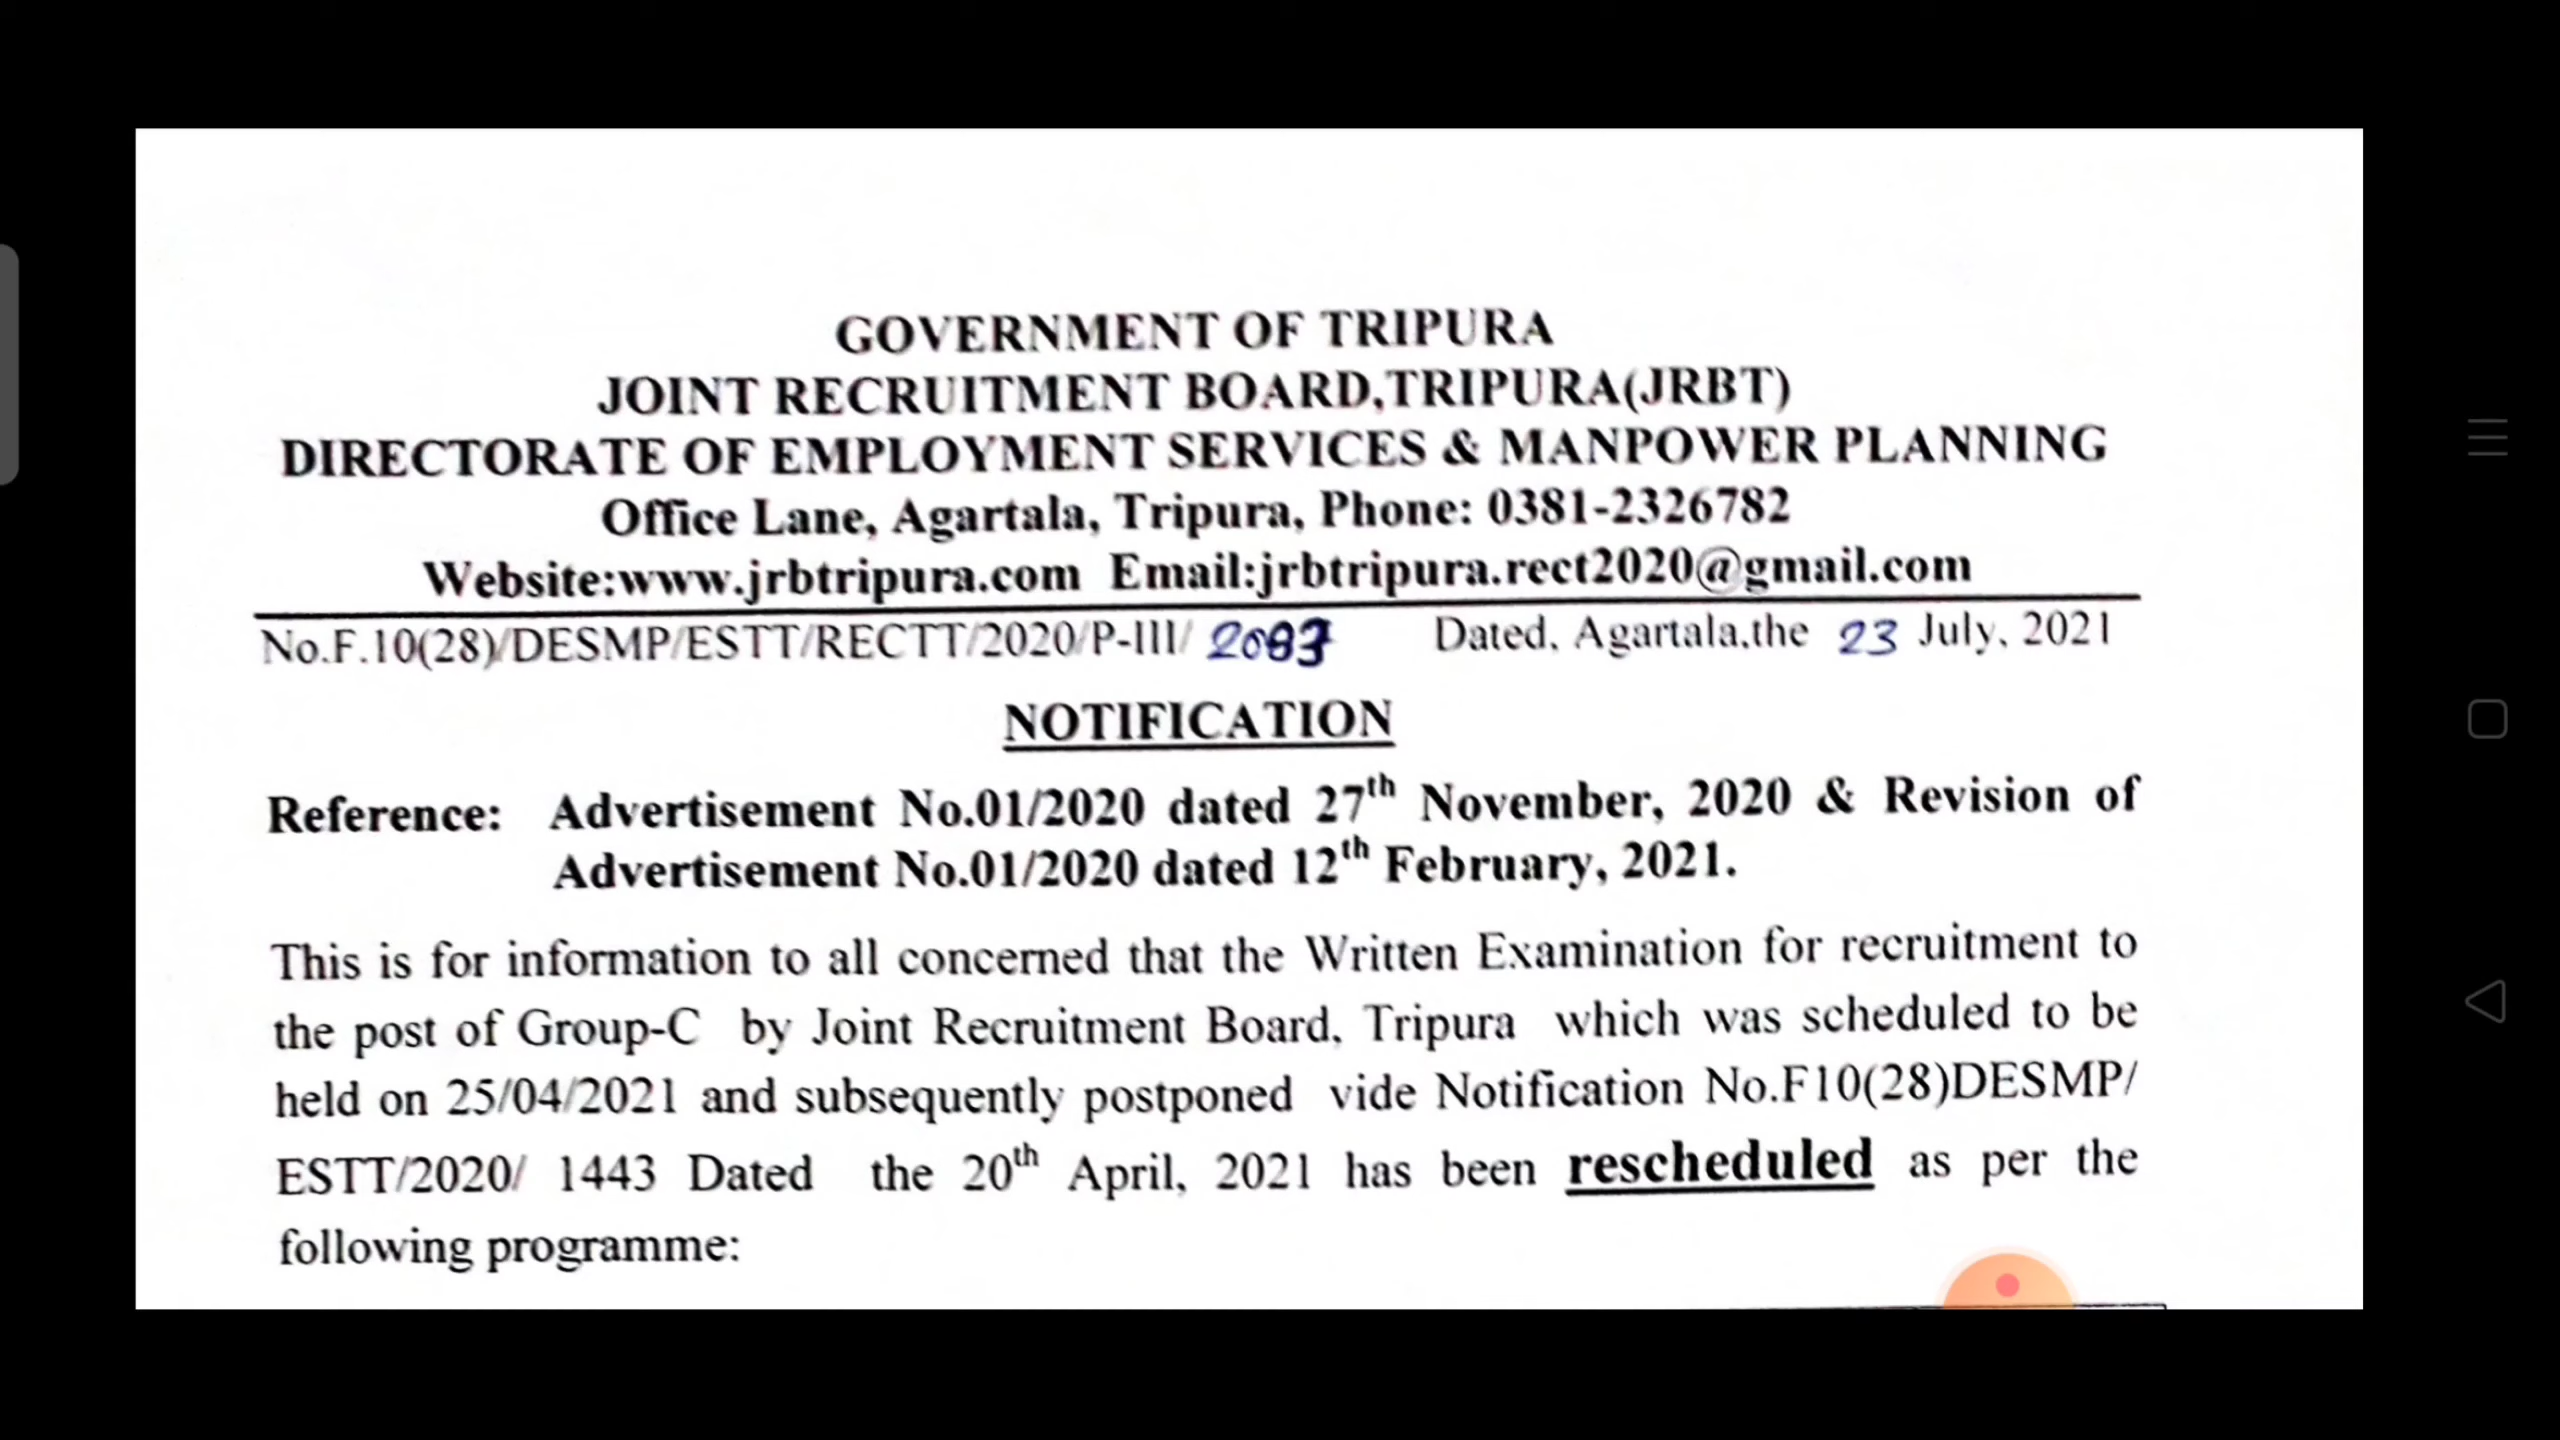 GOVERNMENT OF TRIPURA
JOINT RECRUITMENT BOARD,TRIPURA(JRBT)
DIRECTORATE OF EMPLOYMENT SERVICES & MANPOWER PLANNING
Office Lane, Agartala, Tripura, Phone: 0381-2326782
Website:www.jrbtripura.com Email:jrbtripura.rect2020@gmail.com
No.F.10(28)/DESMP/ESTT/RECTT/2020/P-III/ Dated, Agartala,the 23 July, 2021
NOTIFICATION
Reference: Advertisement No.01/2020 dated 27th November, 2020 & Revision of
Advertisement No.01/2020 dated 12th February, 2021.
This is for information to all concerned that the Written Examination for recruitment to
the post of Group-C by Joint Recruitment Board, Tripura which was scheduled to be
held on 25/04/2021 and subsequently postponed vide Notification No.F10(28)DESMP/
ESTT/2020/ 1443 Dated the 20th April, 2021 has been rescheduled as per the
following programme: